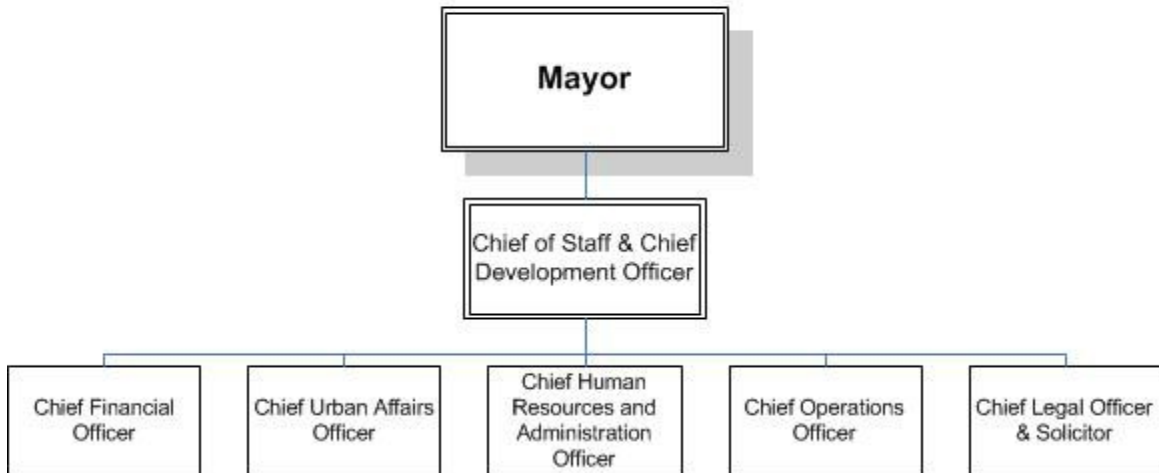 Mayor
Chief of Staff & Chief
Development Officer
Chief Financial
Officer
Chief Urban Affairs
Officer
Chief Human
Resources and
Administration
Officer
Chief Operations
Officer
Chief Legal Officer
& Solicitor